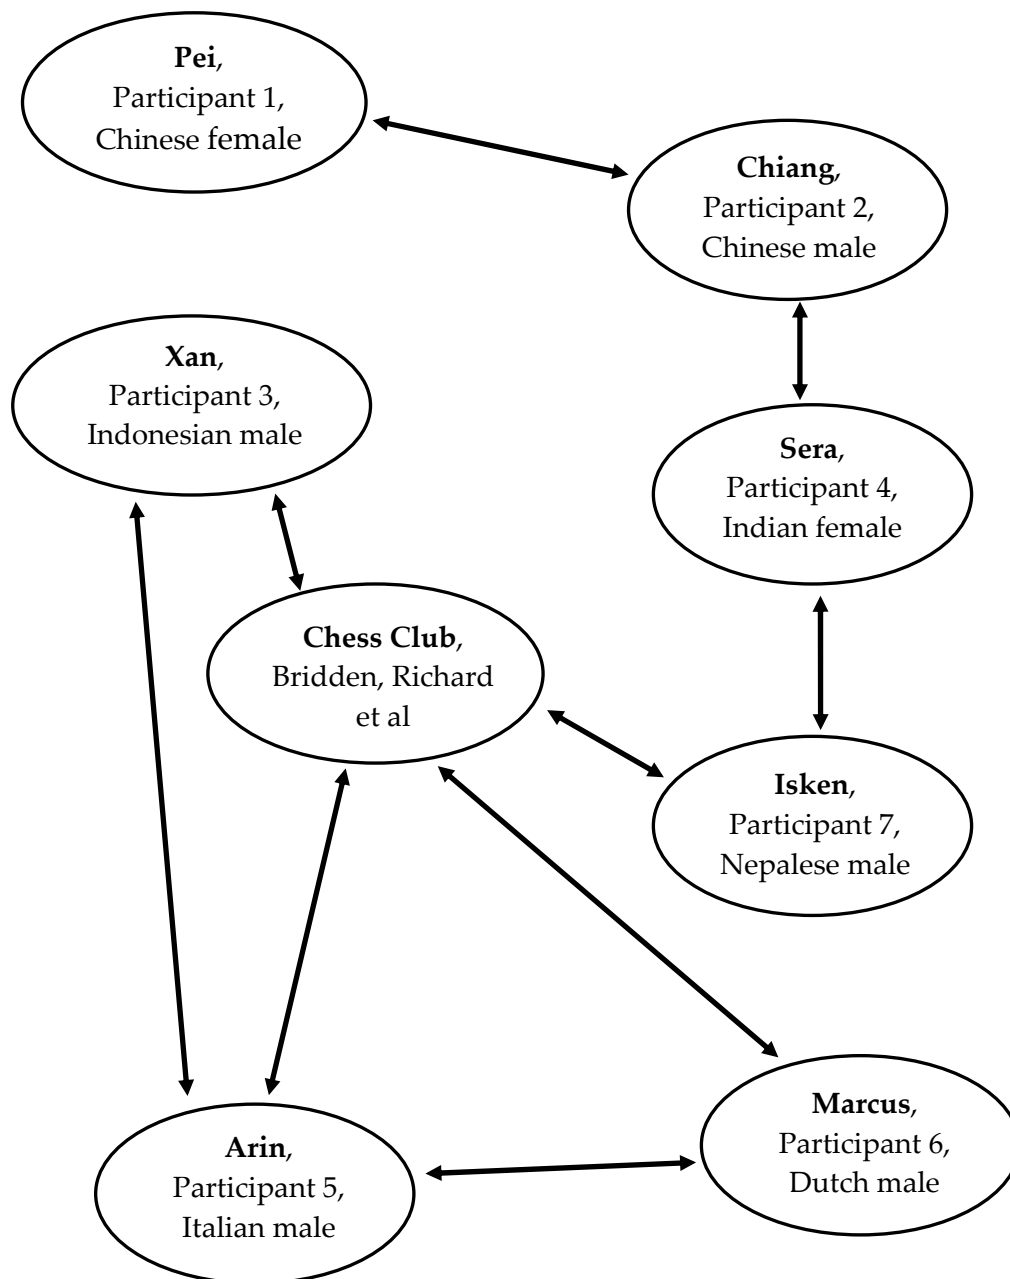 Pei,
Participant 1,
Chinese female
Chiang,
Participant 2,
Chinese male
Xan,
Participant 3,
Indonesian male
Sera,
Participant 4,
Indian female
Chess Club,
Bridden, Richard
et al
Isken,
Participant 7,
Nepalese male
Marcus,
Participant 6,
Dutch male
Arin,
Participant 5,
Italian male